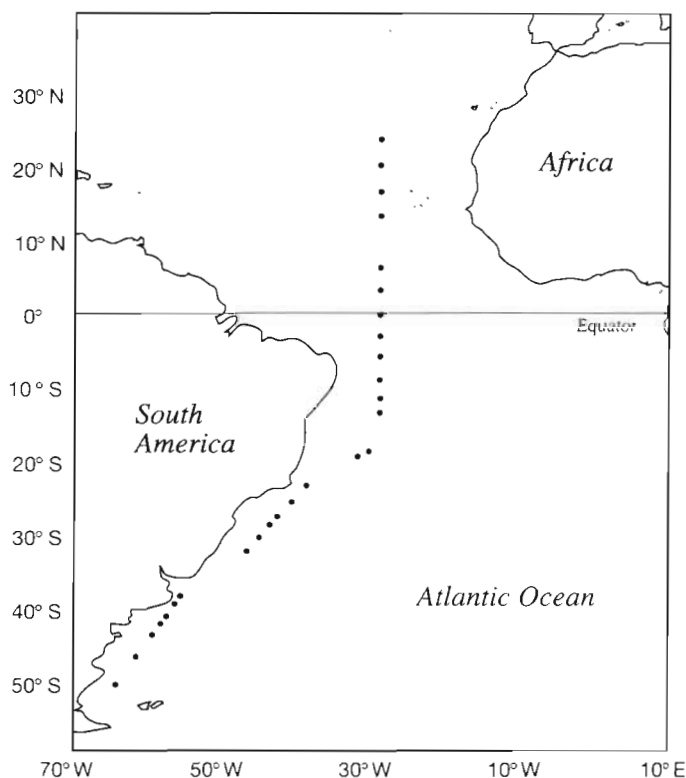 30° N
Africa
20° N
10° N
0°
Equator
10° S
South
America
20° S
30° S
Atlantic Ocean
40° S
50° S
70°W 50°W 30°W 10°W 10°E